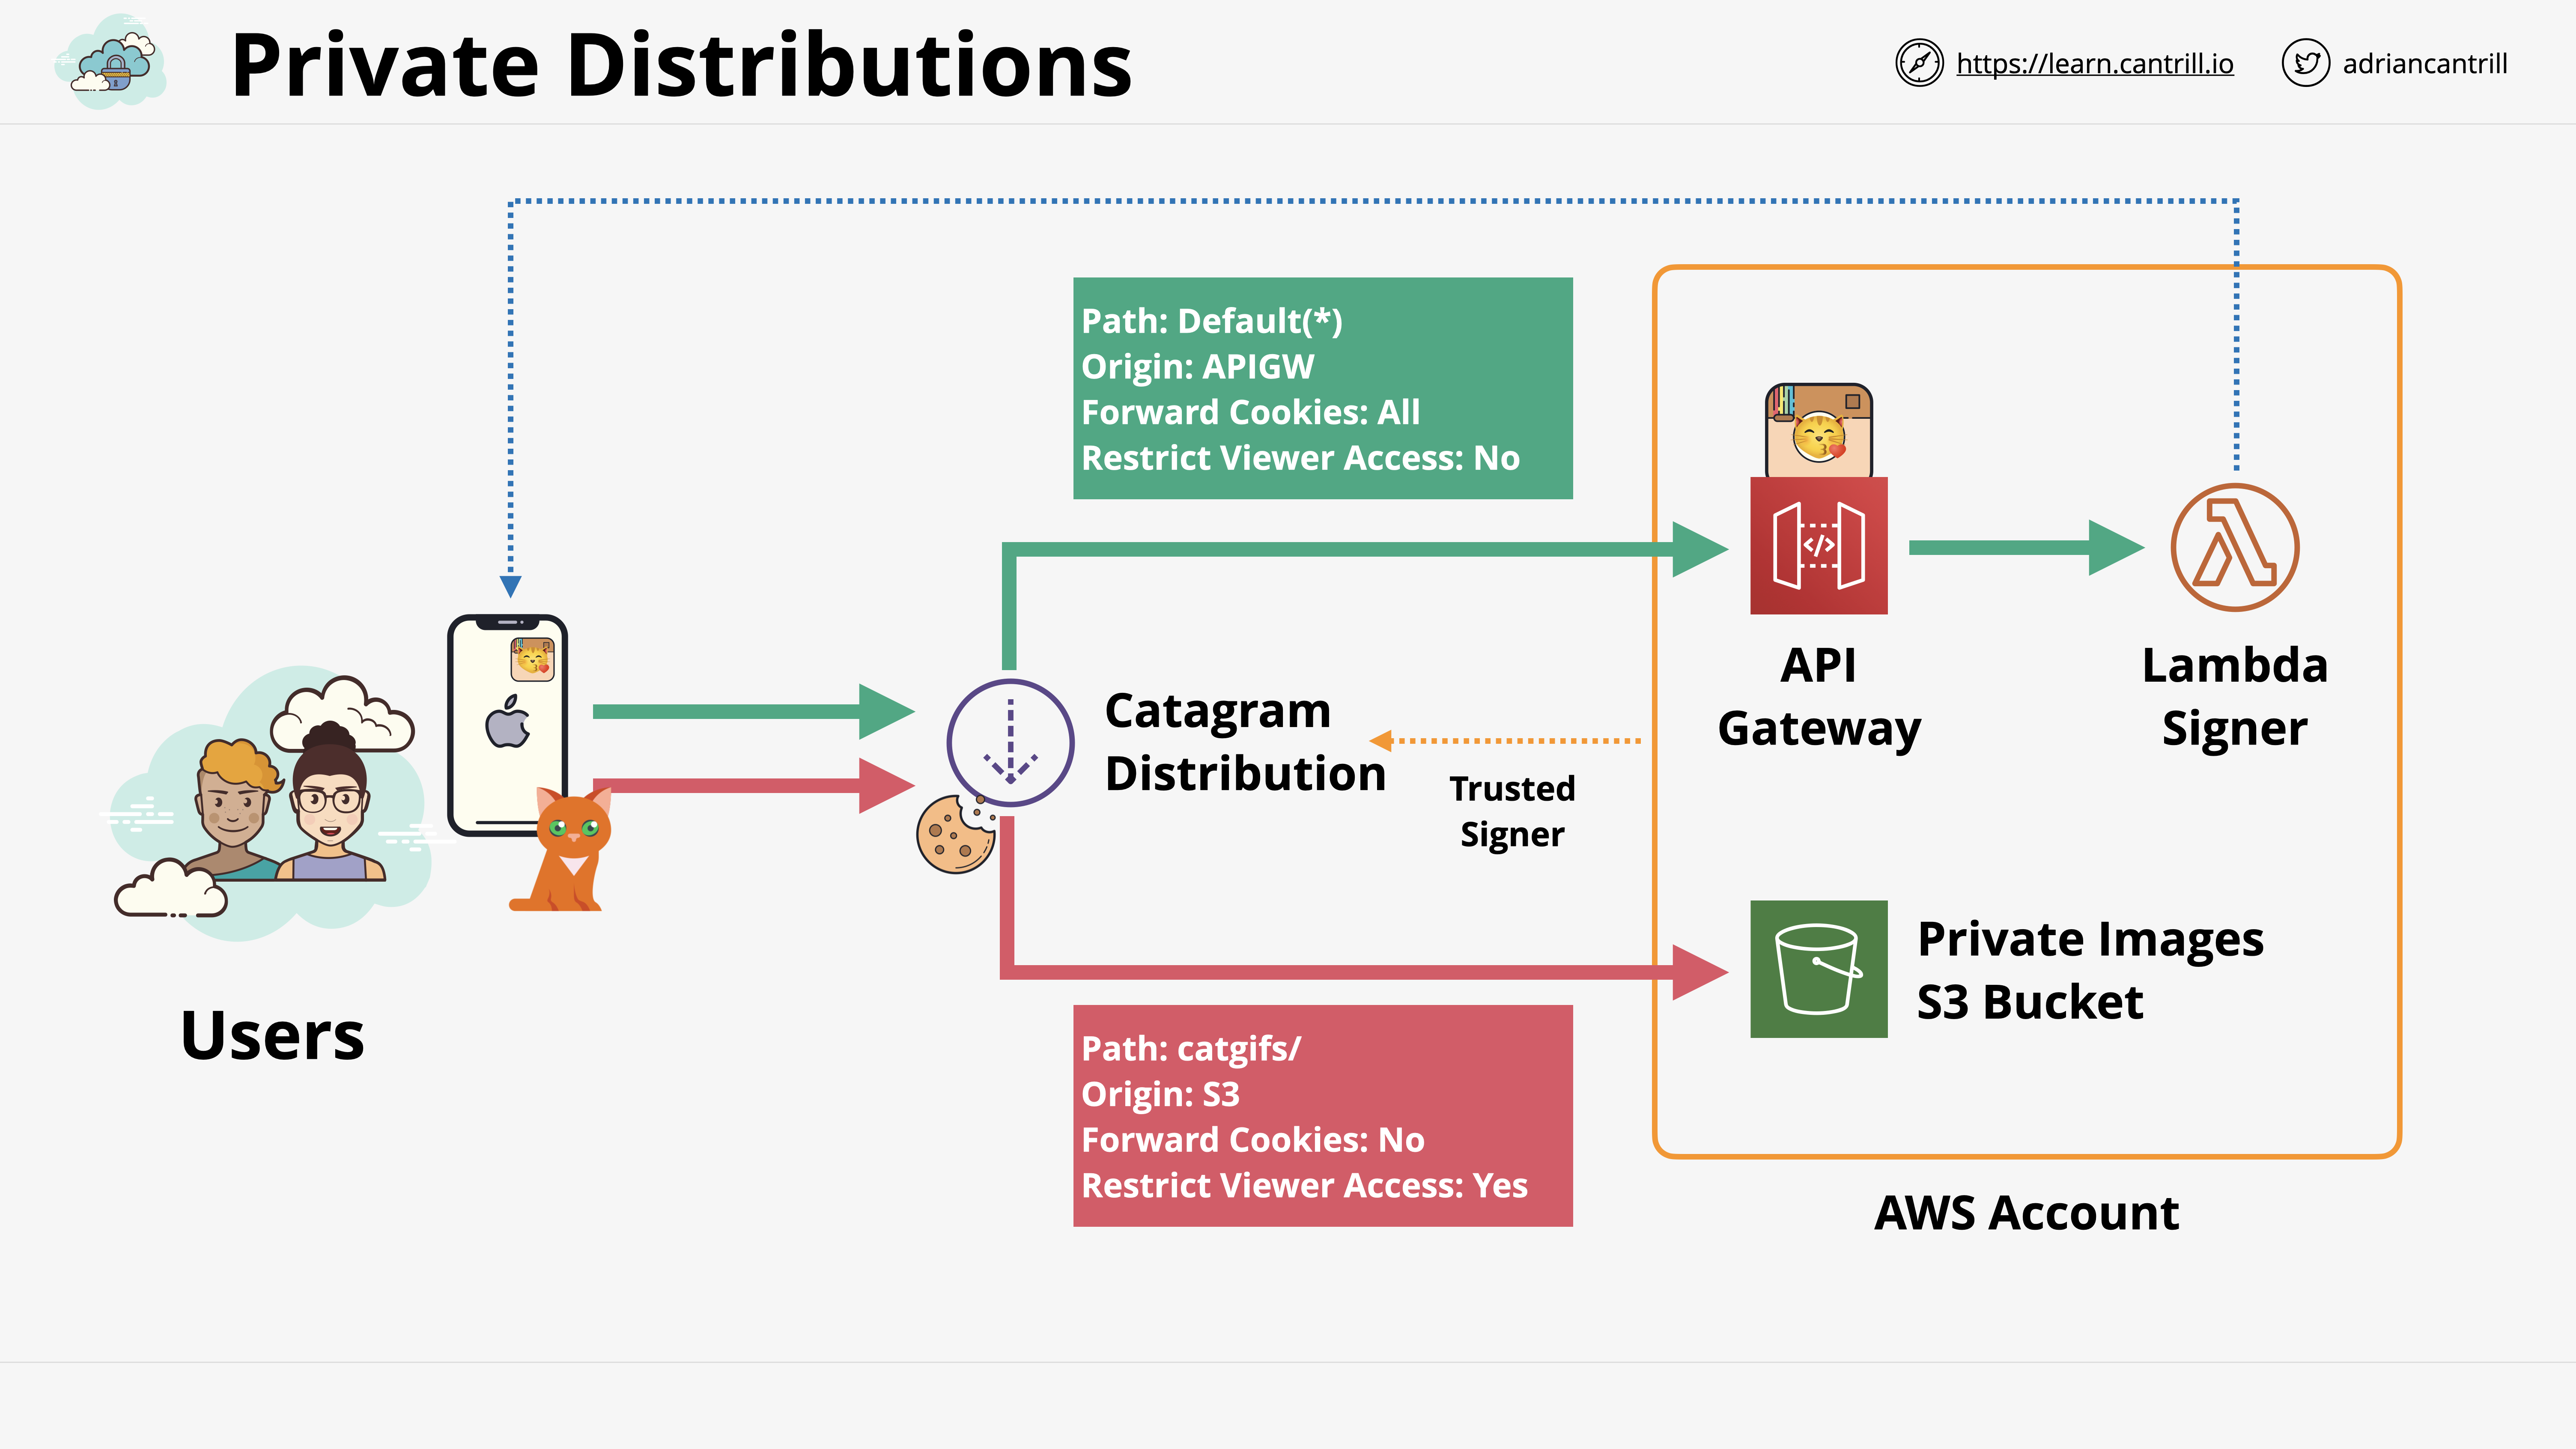 Private Distributions
https://learn.cantrill.io
adriancantrill
Path: Default(*)
Origin: APIGW
Forward Cookies: All
Restrict Viewer Access: No
</>
API
Gateway
Lambda
Signer
Catagram
Distribution
Trusted
Signer
Private Images
S3 Bucket
Users
Path: catgifs/
Origin: S3
Forward Cookies: No
Restrict Viewer Access: Yes
AWS Account